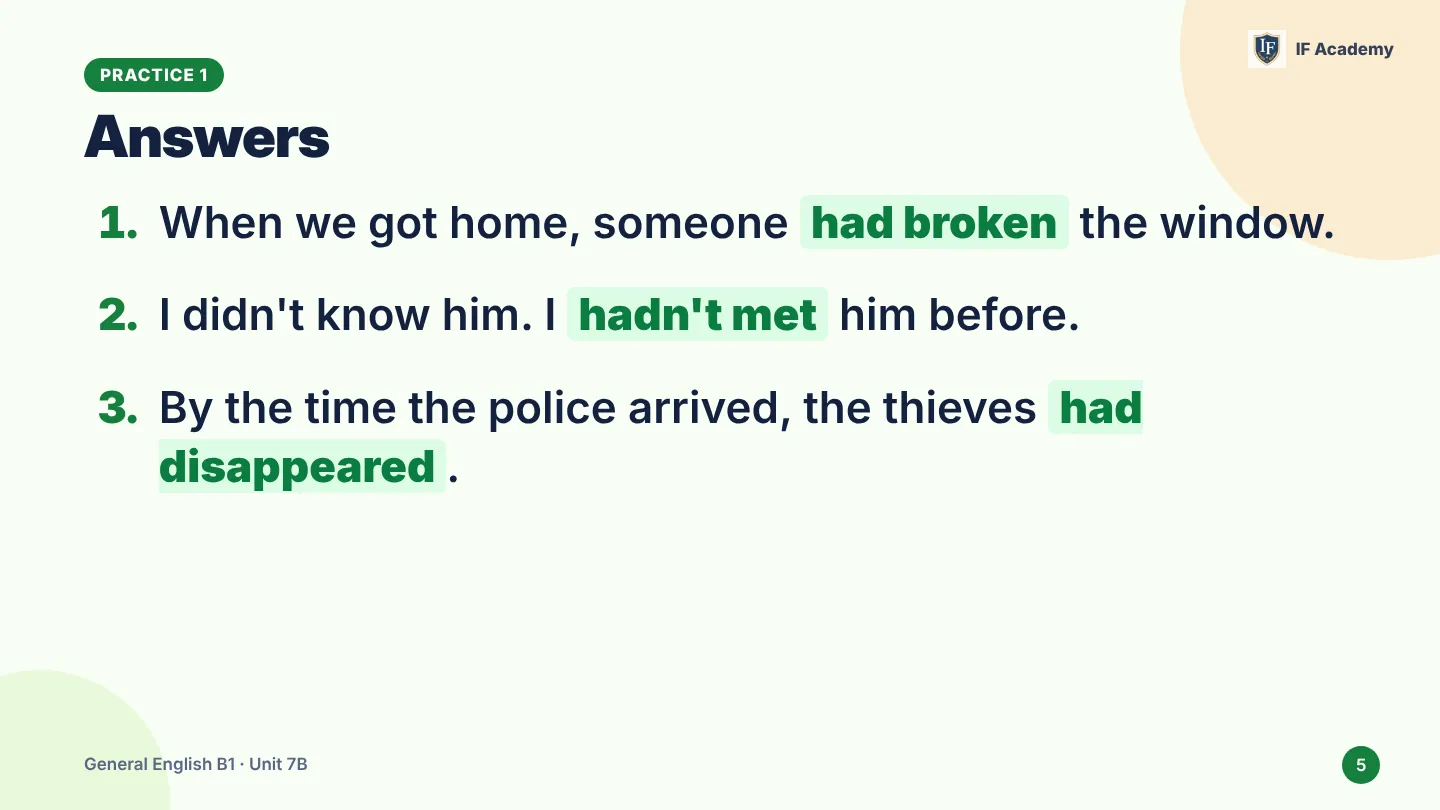 IF
IF Academy
PRACTICE 1
Answers
1. When we got home, someone had broken the window.
2. I didn't know him. I hadn't met him before.
3. By the time the police arrived, the thieves had
disappeared .
General English B1 · Unit 7B
5